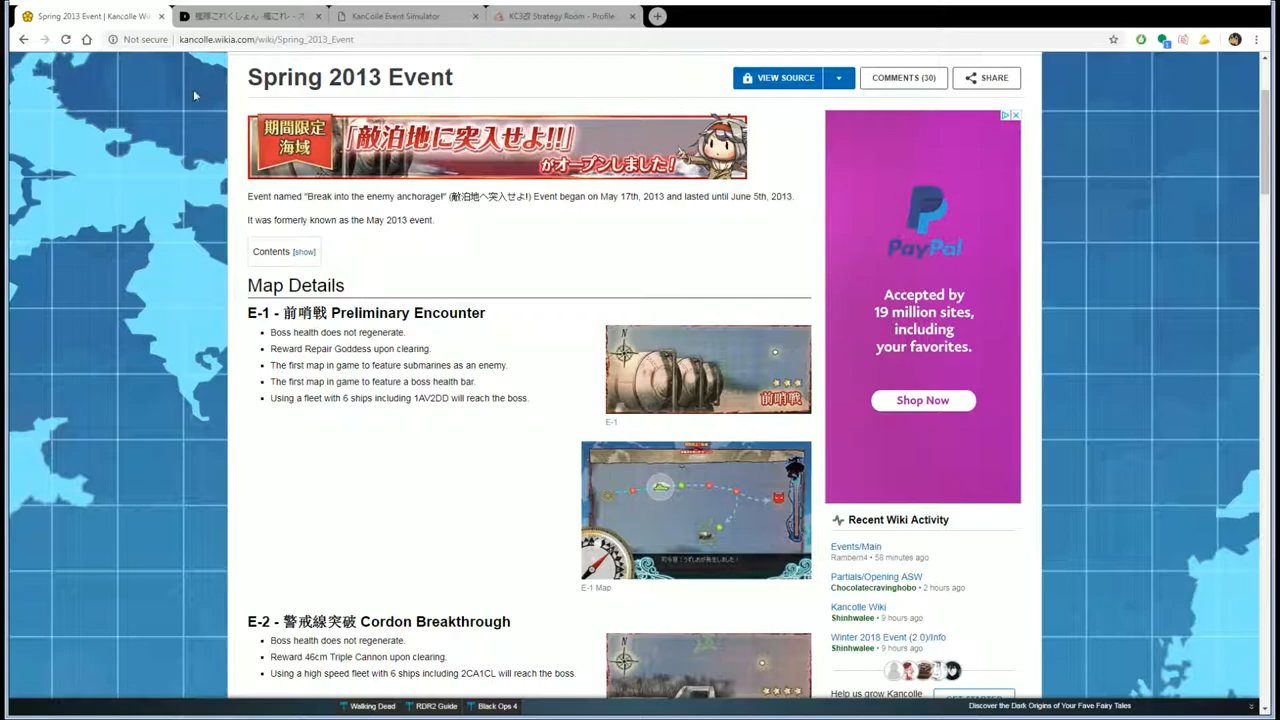 Spring 2013 Event | Kancolle Wi
艦隊これくしょん -艦これ- - オ
KanColle Event Simulator
KC3改 Strategy Room - Profile
Not secure | kancolle.wikia.com/wiki/Spring_2013_Event
Spring 2013 Event
VIEW SOURCE
COMMENTS (30)
SHARE
期間限定
海域
「敵泊地に突入せよ!!」
がオープンしました!
Event named "Break into the enemy anchorage!" (敵泊地へ突入せよ!) Event began on May 17th, 2013 and lasted until June 5th, 2013.
It was formerly known as the May 2013 event.
Contents [show]
Map Details
E-1 - 前哨戦 Preliminary Encounter
Boss health does not regenerate.
Reward Repair Goddess upon clearing.
The first map in game to feature submarines as an enemy.
The first map in game to feature a boss health bar.
Using a fleet with 6 ships including 1AV2DD will reach the boss.
N
前哨戦
E-1
E-1 Map
E-2 - 警戒線突破 Cordon Breakthrough
Boss health does not regenerate.
Reward 46cm Triple Cannon upon clearing.
Using a high speed fleet with 6 ships including 2CA1CL will reach the boss.
N
PayPal
Accepted by
19 million sites,
including
your favorites.
Shop Now
Recent Wiki Activity
Events/Main
Rambern4 • 58 minutes ago
Partials/Opening ASW
Chocolatecravinghobo • 2 hours ago
Kancolle Wiki
Shinhwalee • 9 hours ago
Winter 2018 Event (2.0)/Info
Shinhwalee • 9 hours ago
Help us grow Kancolle
GET STARTED
Walking Dead
RDR2 Guide
Black Ops 4
Discover the Dark Origins of Your Fave Fairy Tales